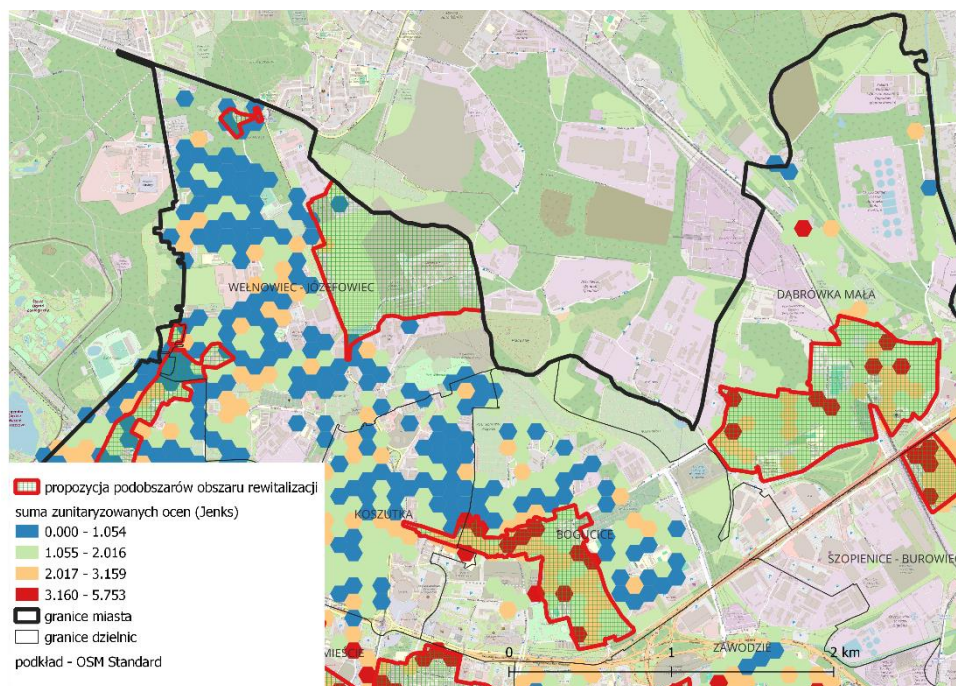 WEŁNOWIEC - JÓZEFOWIEC
DĄBRÓWKA MAŁA
KOSZUTKA
BOGUCICE
SZOPIENICE - BUROWIEC
ZAWODZIE
MIEŚCIE
propozycja podobszarów obszaru rewitalizacji
suma zunitaryzowanych ocen (Jenks)
0.000 - 1.054
1.055 - 2.016
2.017 - 3.159
3.160 - 5.753
granice miasta
granice dzielnic
podkład - OSM Standard
0 1 2 km